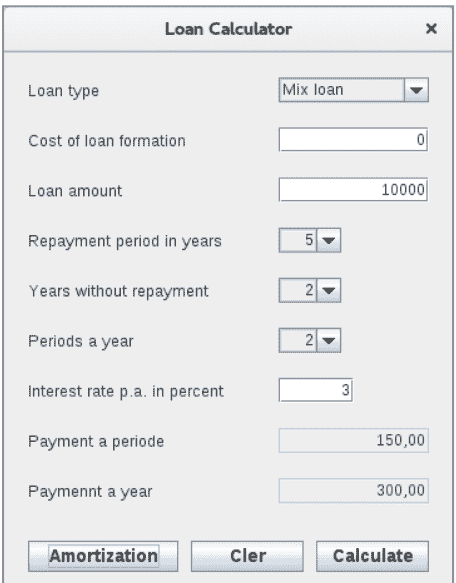 Loan Calculator ×
Loan type Mix loan
Cost of loan formation 0
Loan amount 10000
Repayment period in years 5
Years without repayment 2
Periods a year 2
Interest rate p.a. in percent 3
Payment a periode 150,00
Paymennt a year 300,00
Amortization Cler Calculate